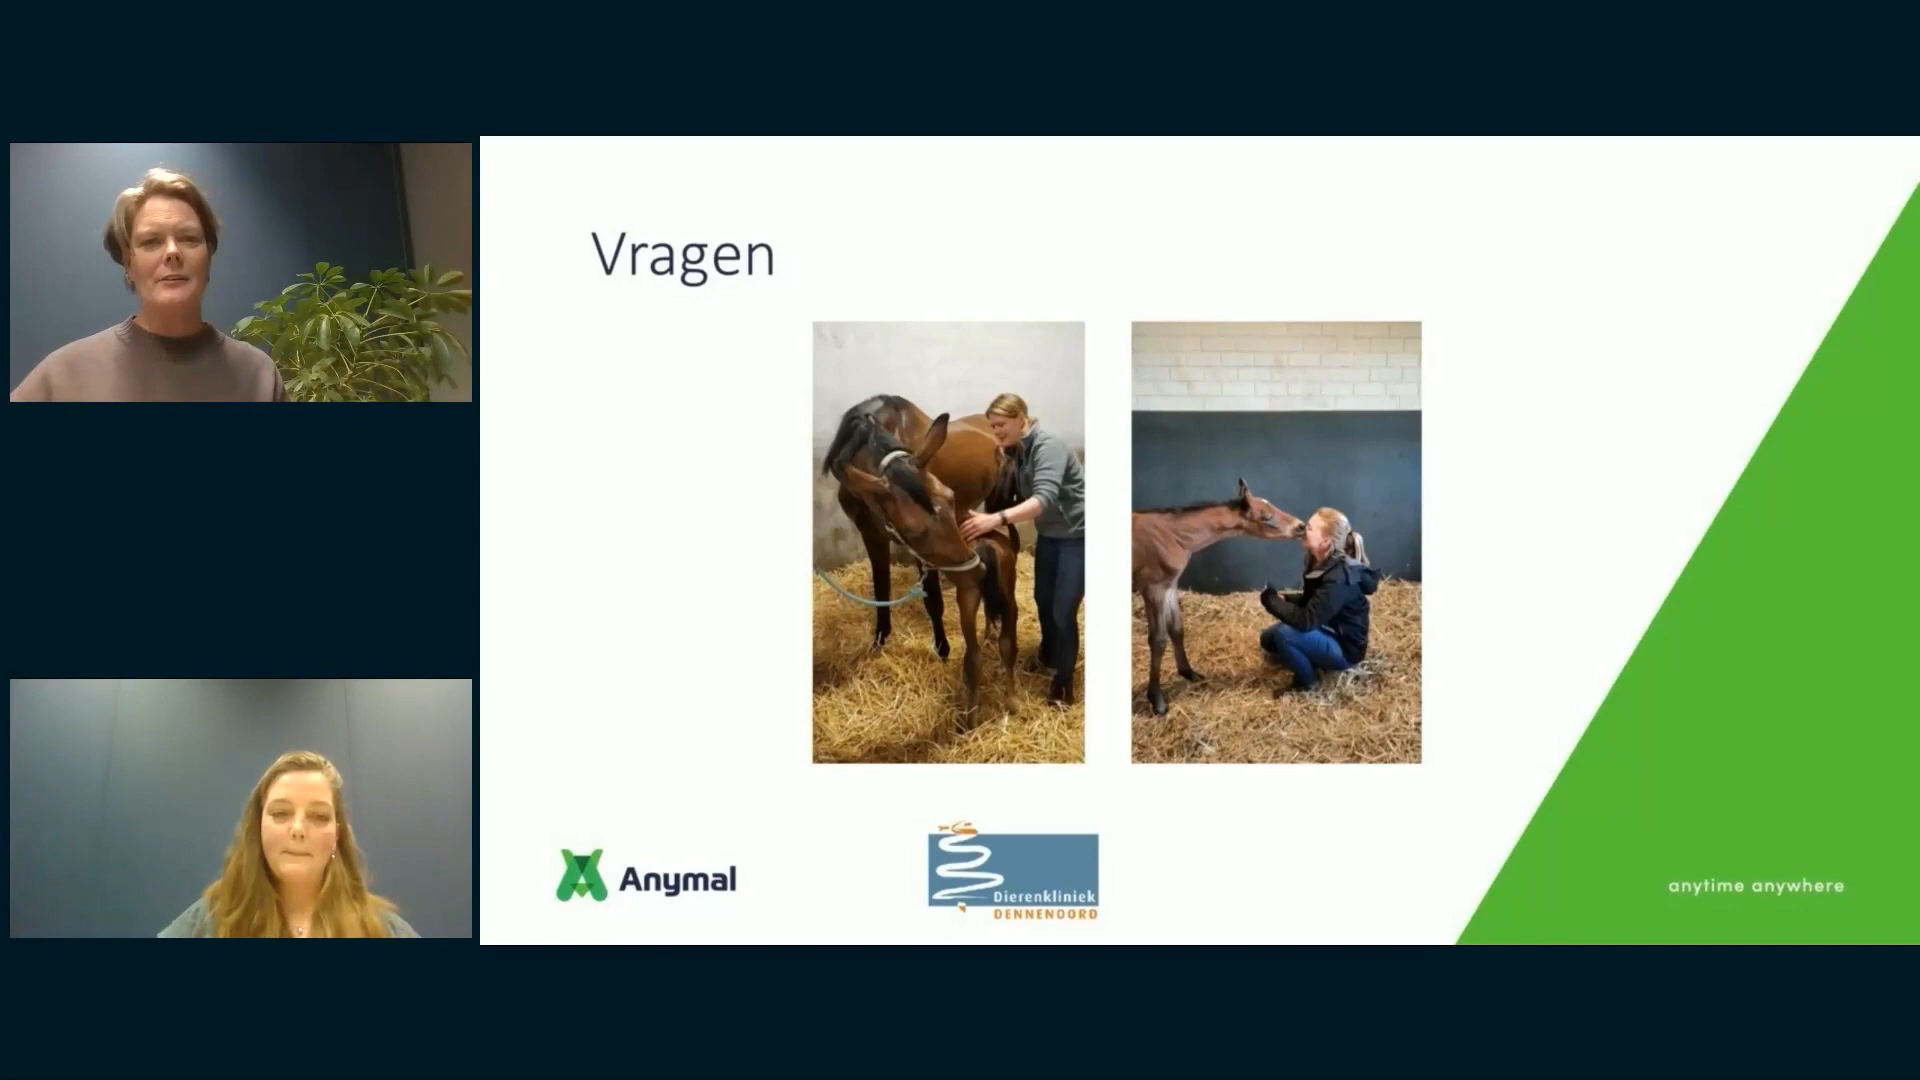 Vragen
Anymal
Dierenkliniek
DENNENOORD
anytime anywhere